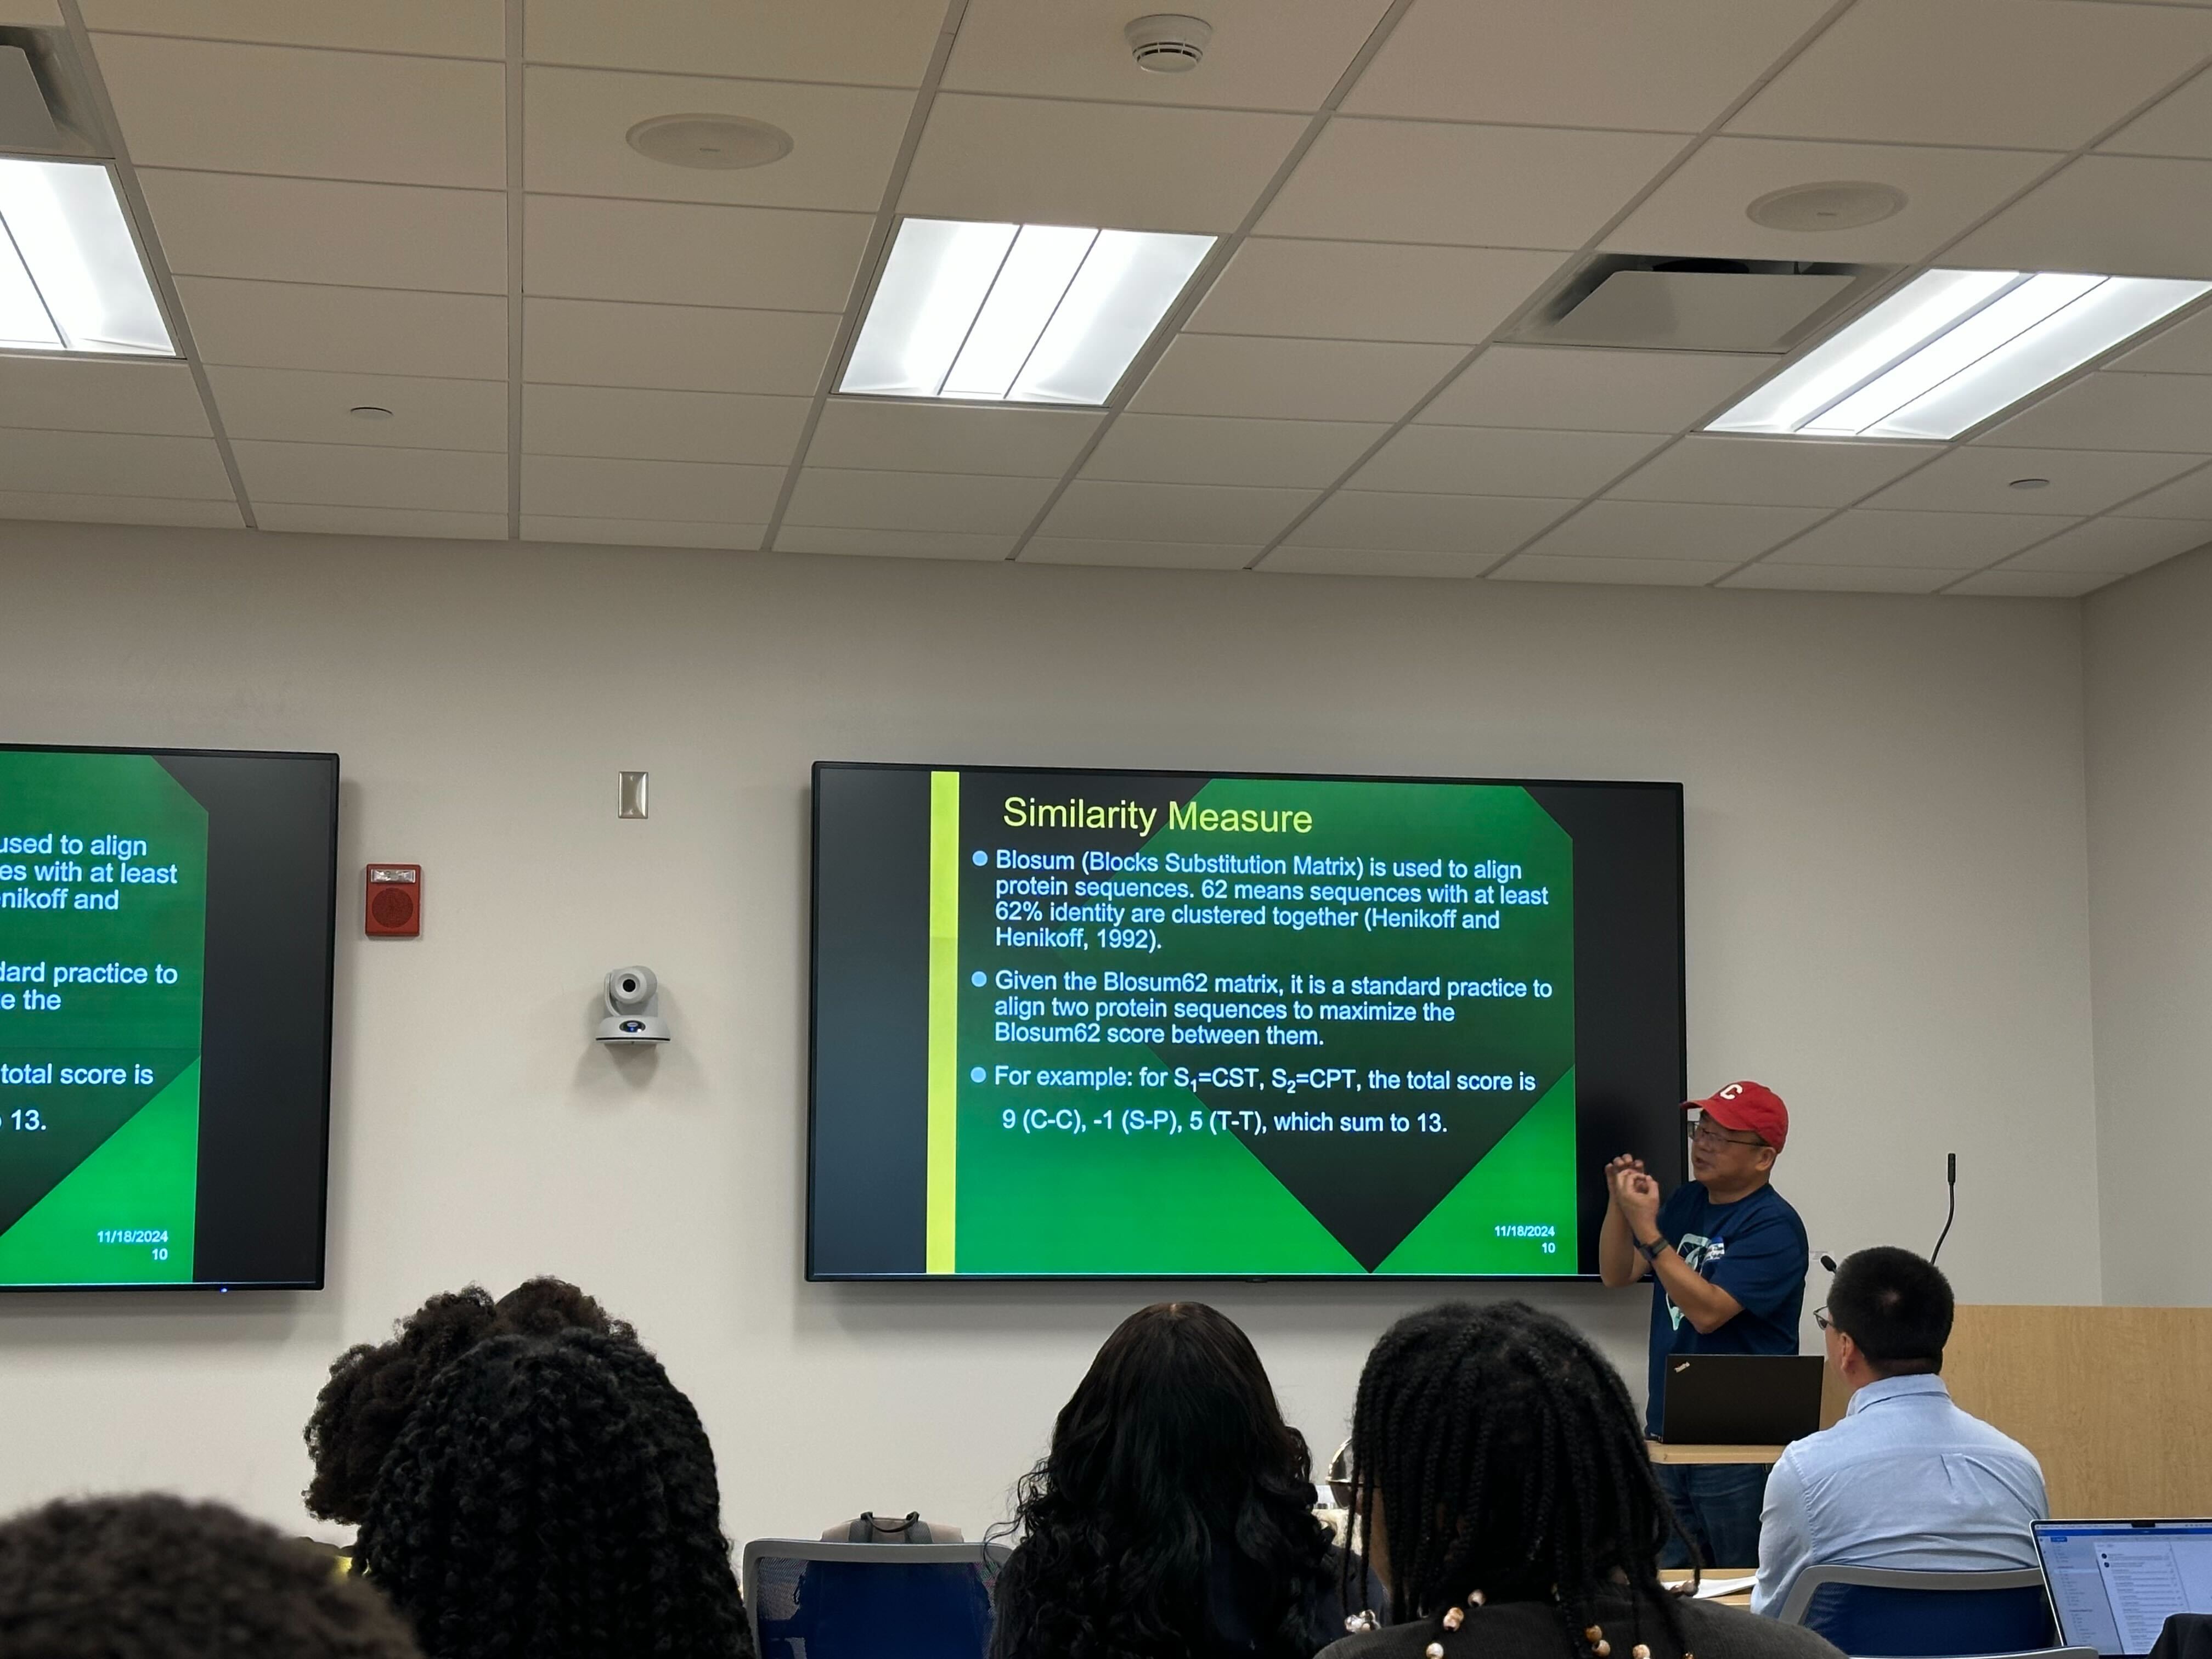 used to align
es with at least
nikoff and
dard practice to
e the
total score is
13.
11/18/2024
10
Similarity Measure
Blosum (Blocks Substitution Matrix) is used to align
protein sequences. 62 means sequences with at least
62% identity are clustered together (Henikoff and
Henikoff, 1992).
Given the Blosum62 matrix, it is a standard practice to
align two protein sequences to maximize the
Blosum62 score between them.
For example: for S₁=CST, S₂=CPT, the total score is
9 (C-C), -1 (S-P), 5 (T-T), which sum to 13.
11/18/2024
10
C
ThinkPad